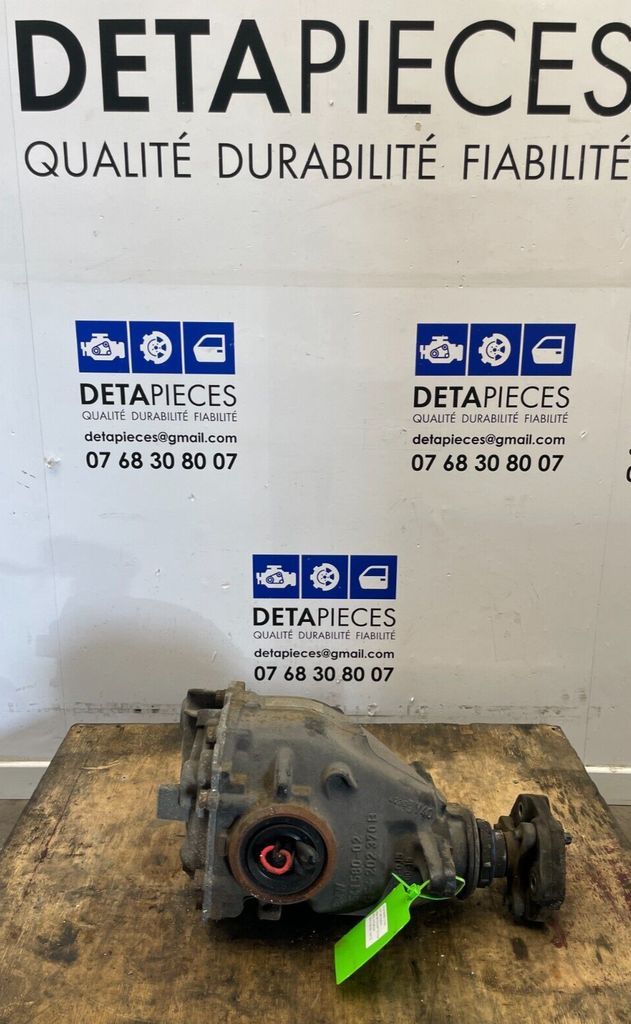 DETAPIECES
QUALITÉ DURABILITÉ FIABILITÉ
DETAPIECES
QUALITÉ DURABILITÉ FIABILITÉ
detapieces@gmail.com
07 68 30 80 07
DETAPIECES
QUALITÉ DURABILITÉ FIABILITÉ
detapieces@gmail.com
07 68 30 80 07
DETAPIECES
QUALITÉ DURABILITÉ FIABILITÉ
detapieces@gmail.com
07 68 30 80 07
202 370 B